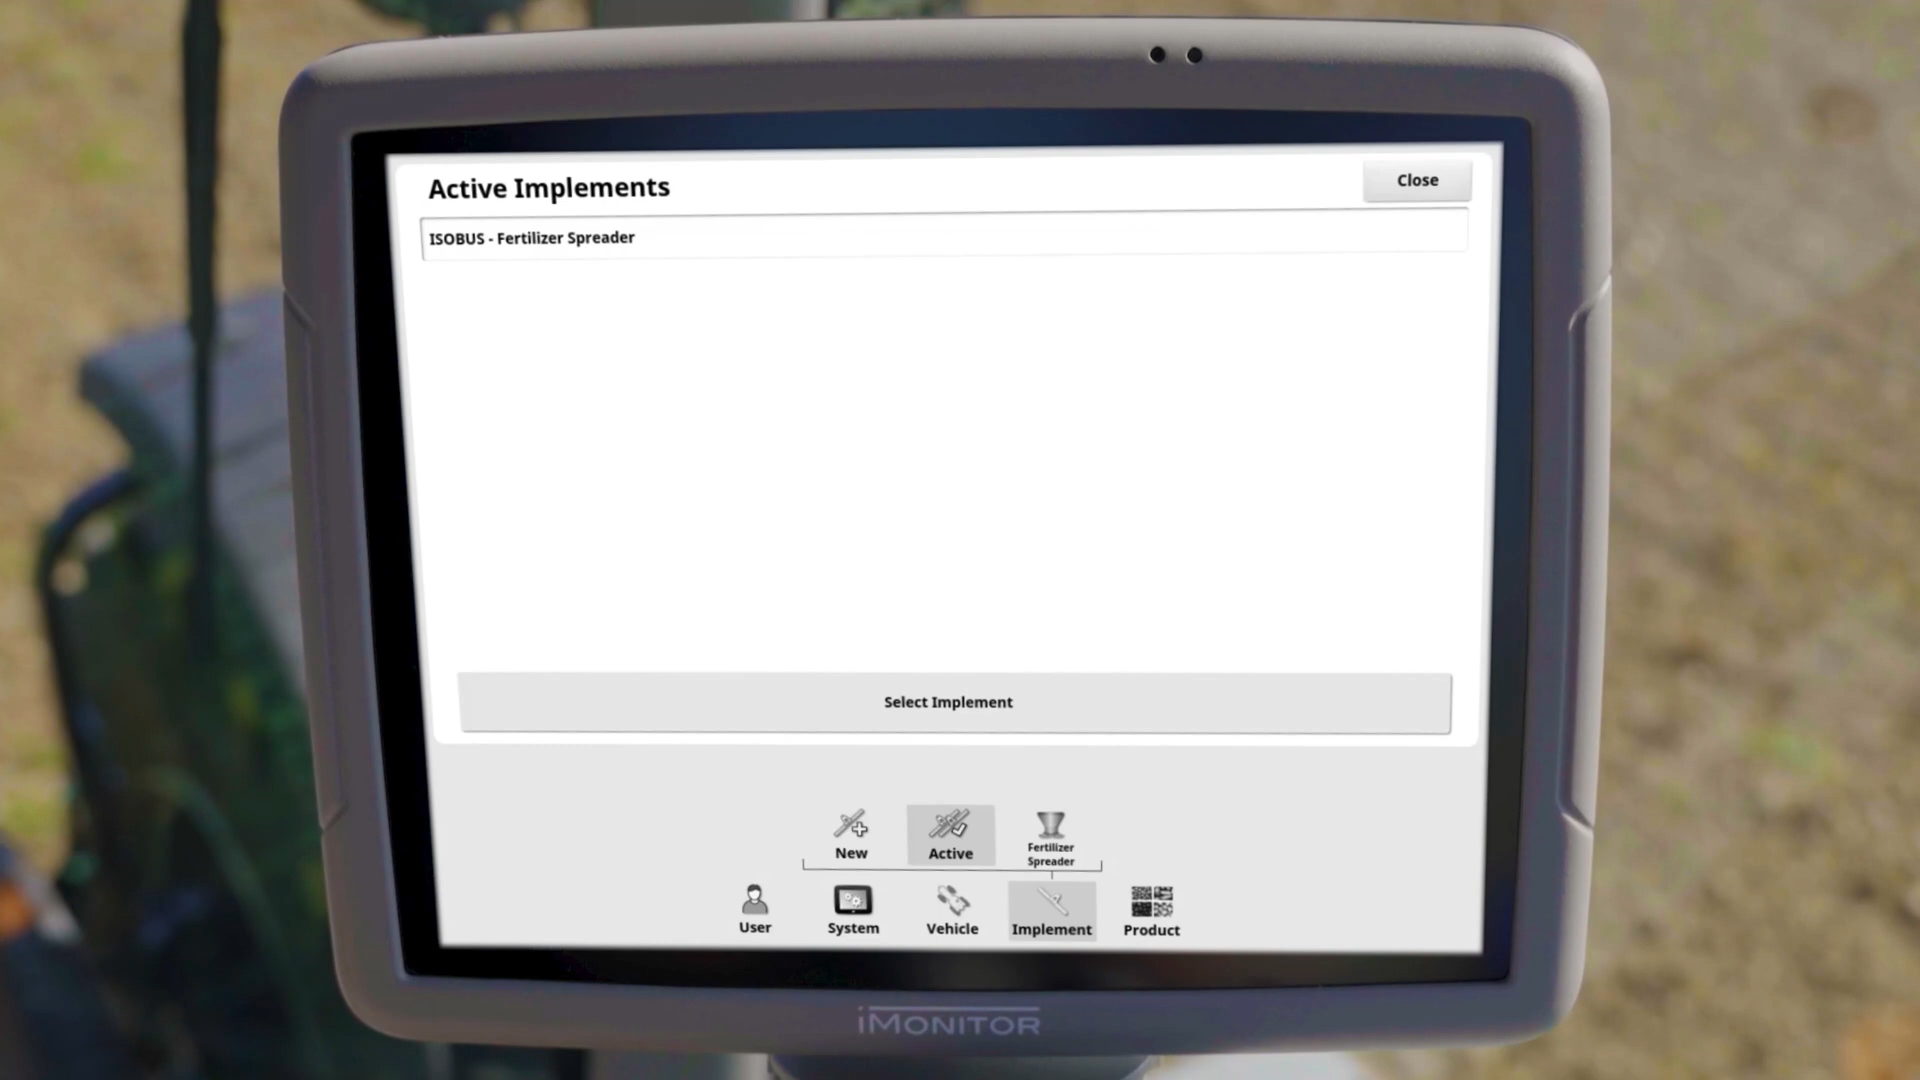 Active Implements
Close
ISOBUS - Fertilizer Spreader
Select Implement
New
Active
Fertilizer
Spreader
User
System
Vehicle
Implement
Product
iMONITOR